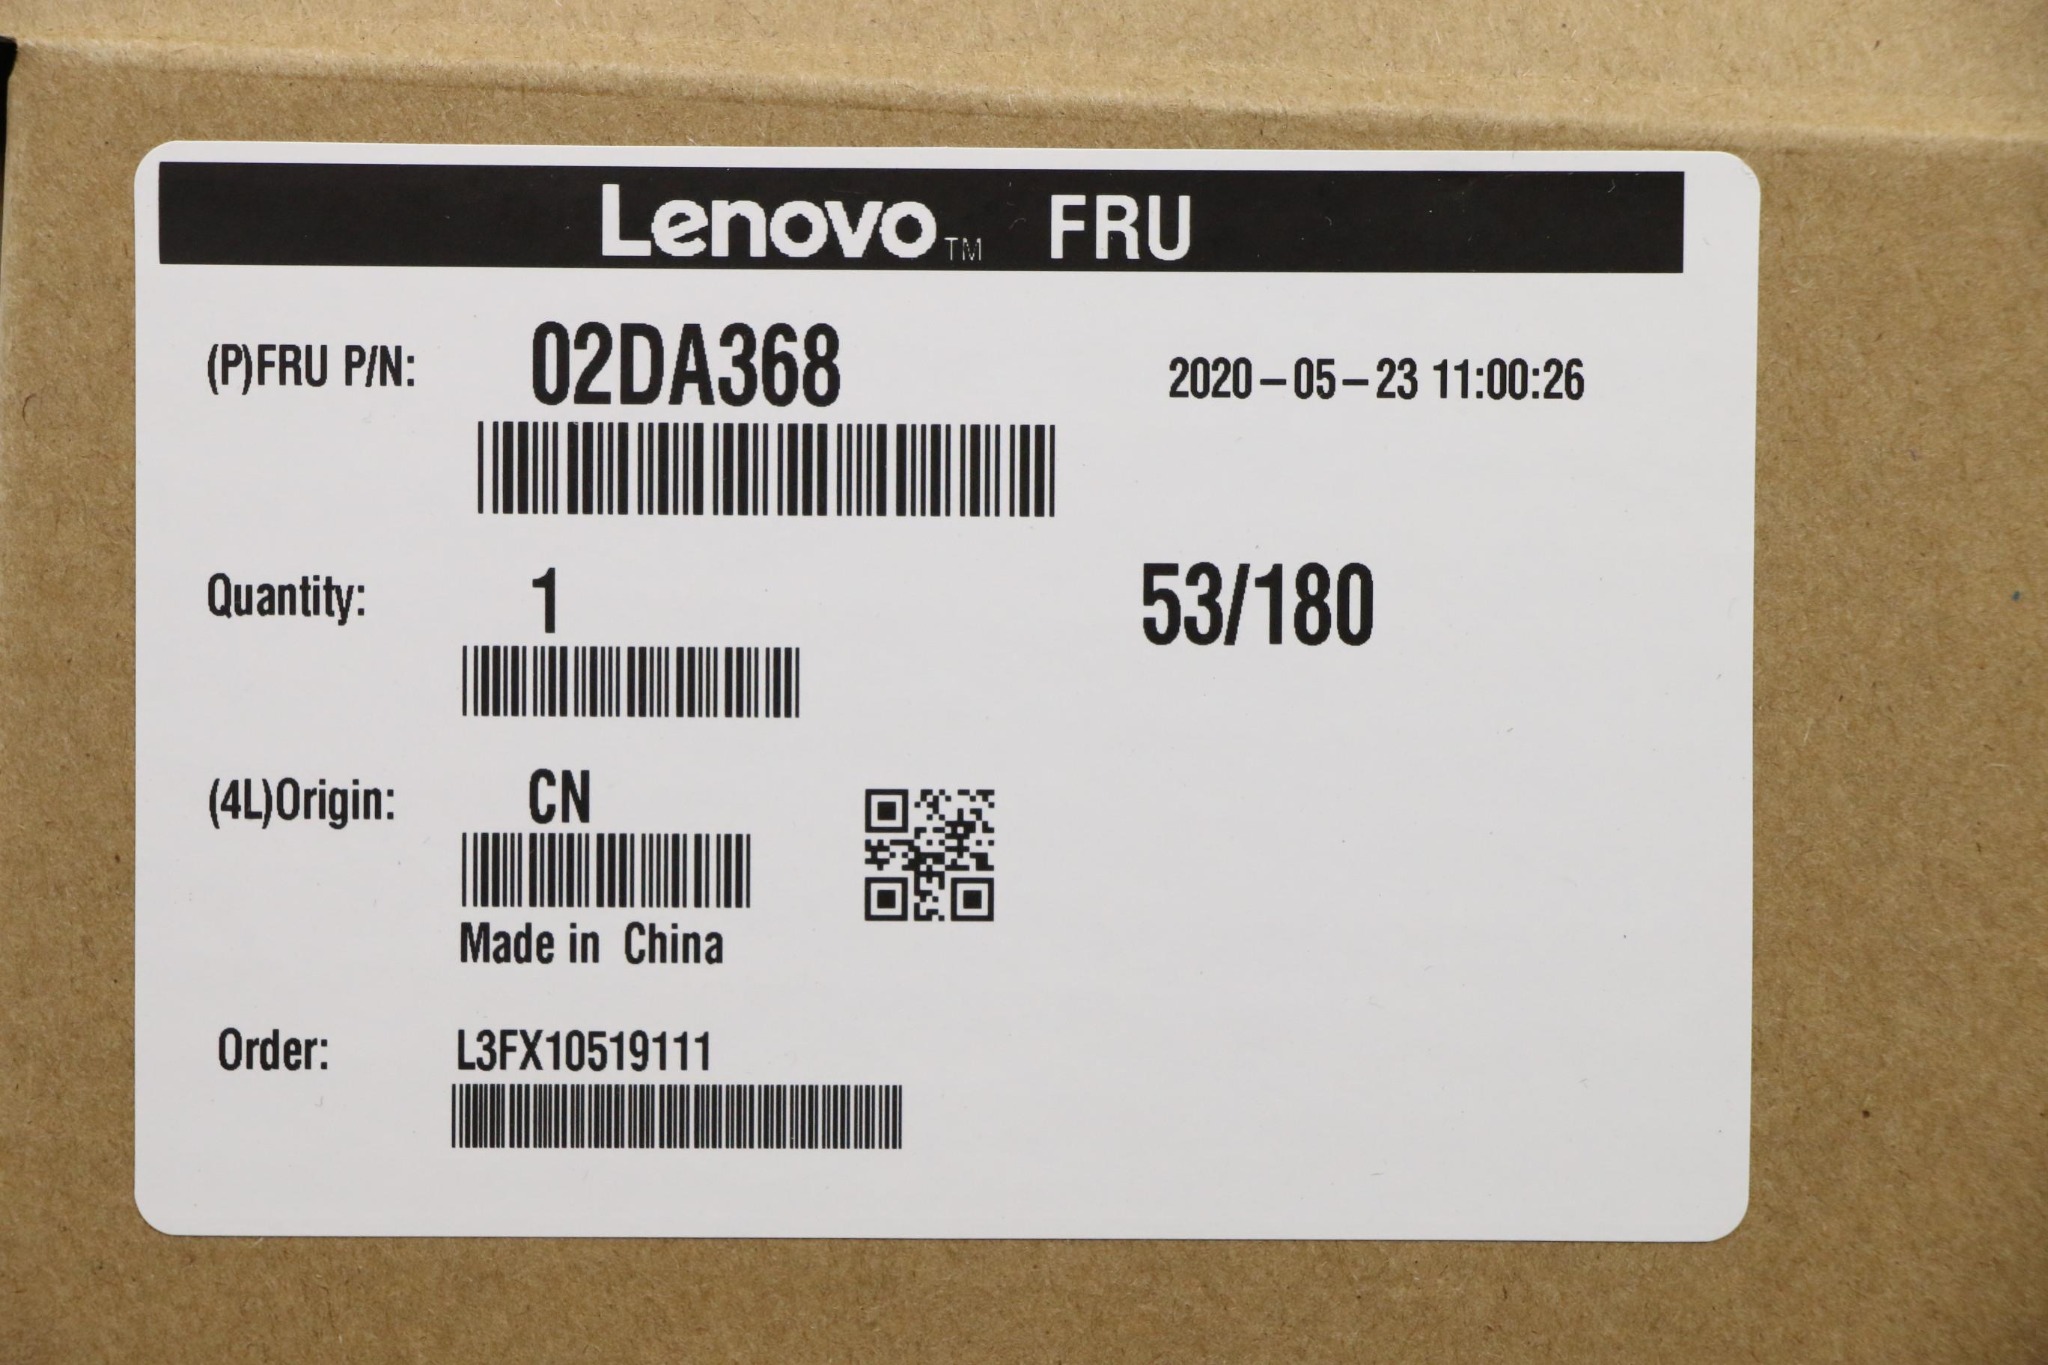 Lenovo™ FRU
(P)FRU P/N: 02DA368 2020-05-23 11:00:26
Quantity: 1 53/180
(4L)Origin: CN
Made in China
Order: L3FX10519111